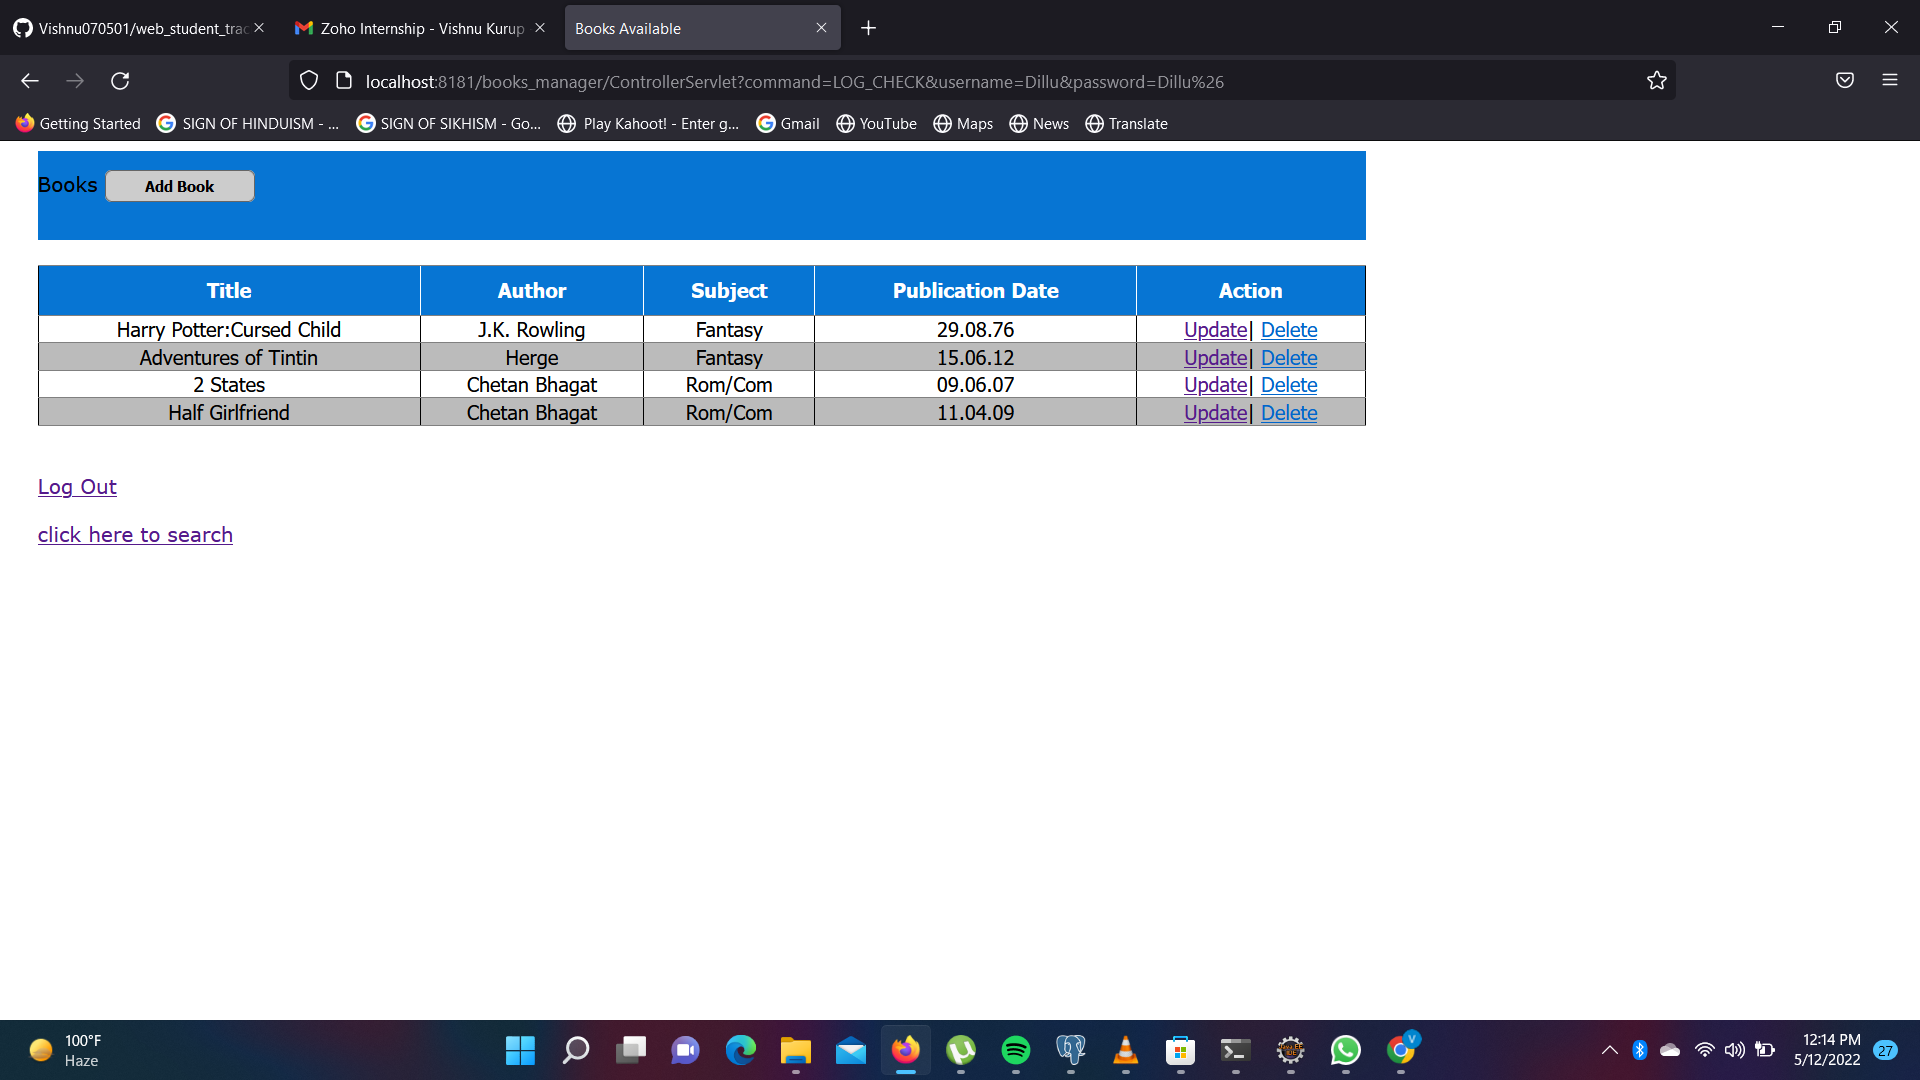 Vishnu070501/web_student_trac
Zoho Internship - Vishnu Kurup
Books Available
localhost:8181/books_manager/ControllerServlet?command=LOG_CHECK&username=Dillu&password=Dillu%26
Getting Started
SIGN OF HINDUISM - ...
SIGN OF SIKHISM - Go...
Play Kahoot! - Enter g...
Gmail
YouTube
Maps
News
Translate
Books Add Book
Title Author Subject Publication Date Action
Harry Potter:Cursed Child J.K. Rowling Fantasy 29.08.76 Update| Delete
Adventures of Tintin Herge Fantasy 15.06.12 Update| Delete
2 States Chetan Bhagat Rom/Com 09.06.07 Update| Delete
Half Girlfriend Chetan Bhagat Rom/Com 11.04.09 Update| Delete
Log Out
click here to search
100°F
Haze
V
12:14 PM
5/12/2022
27